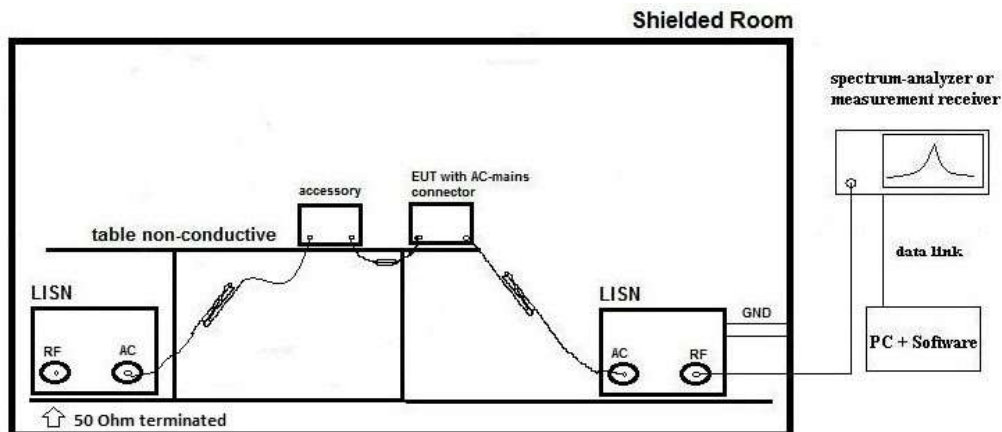 Shielded Room
spectrum-analyzer or
measurement receiver
EUT with AC-mains
connector
accessory
table non-conductive
data link
LISN
LISN
GND
PC + Software
RF
AC
AC
RF
50 Ohm terminated